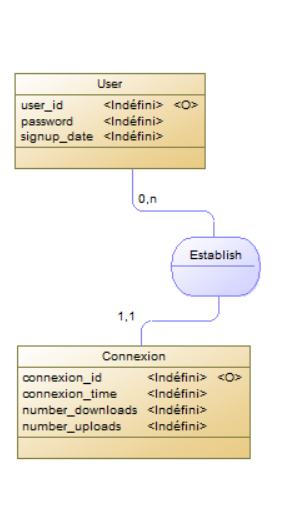 User
user_id <Indéfini> <O>
password <Indéfini>
signup_date <Indéfini>
0,n
Establish
1,1
Connexion
connexion_id <Indéfini> <O>
connexion_time <Indéfini>
number_downloads <Indéfini>
number_uploads <Indéfini>